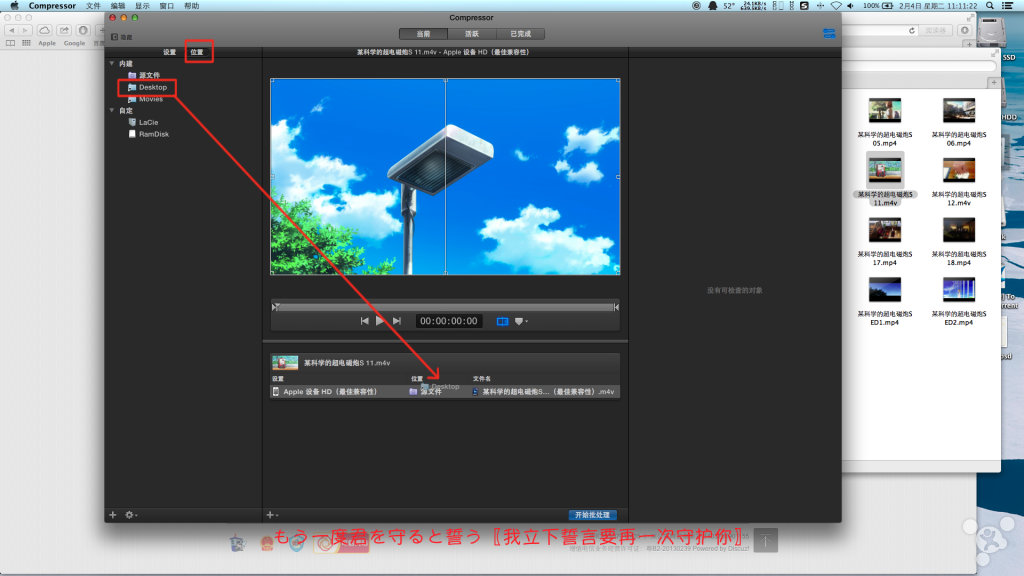 Compressor 文件 编辑 显示 窗口 帮助
52° 100% 2月4日 星期二 11:11:22
Compressor
隐藏
当前 活跃 已完成
Apple Google
阅读器
设置 位置
某科学的超电磁炮S 11.m4v - Apple 设备 HD（最佳兼容性）
内建
源文件
Desktop
Movies
自定
LaCie
RamDisk
没有可检查的对象
00:00:00:00
某科学的超电磁炮S 11.m4v
设置 位置 文件名
Desktop
Apple 设备 HD（最佳兼容性） 源文件 某科学的超电磁炮S...（最佳兼容性）.m4v
开始批处理
某科学的超电磁炮S 05.mp4
某科学的超电磁炮S 06.mp4
某科学的超电磁炮S 11.m4v
某科学的超电磁炮S 12.mp4
某科学的超电磁炮S 17.mp4
某科学的超电磁炮S 18.mp4
某科学的超电磁炮S ED1.mp4
某科学的超电磁炮S ED2.mp4
SSD
HDD
もう一度君を守ると誓う〖我立下誓言要再一次守护你〗
Powered by Discuz!